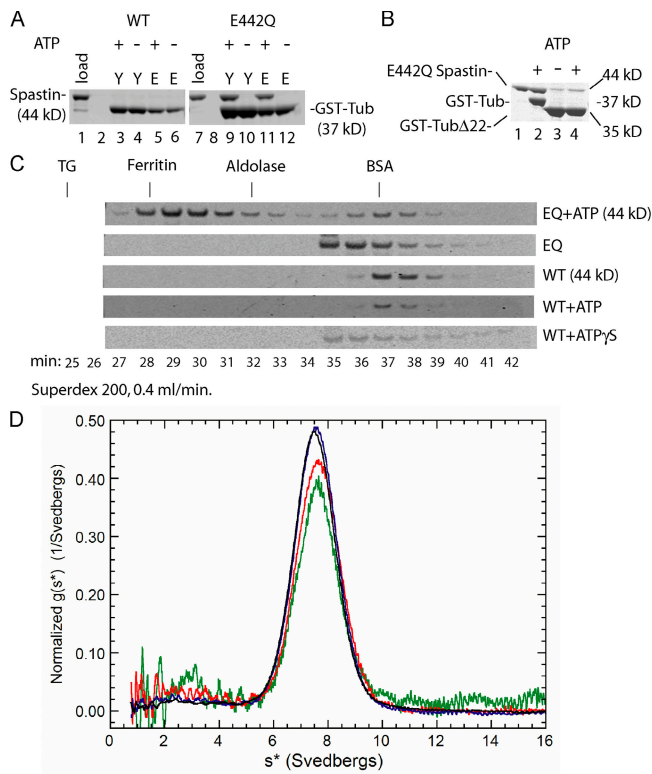 A
WT E442Q
ATP + - + - + - + -
load Y Y E E load Y Y E E
Spastin-
(44 kD)
-GST-Tub
(37 kD)
1 2 3 4 5 6 7 8 9 10 11 12
B
ATP
+ - +
E442Q Spastin- 44 kD
GST-Tub- -37 kD
GST-TubΔ22- 35 kD
1 2 3 4
C
TG Ferritin Aldolase BSA
EQ+ATP (44 kD)
EQ
WT (44 kD)
WT+ATP
WT+ATPγS
min: 25 26 27 28 29 30 31 32 33 34 35 36 37 38 39 40 41 42
Superdex 200, 0.4 ml/min.
D
Normalized g(s*) (1/Svedbergs)
0.50
0.40
0.30
0.20
0.10
0.00
0 2 4 6 8 10 12 14 16
s* (Svedbergs)